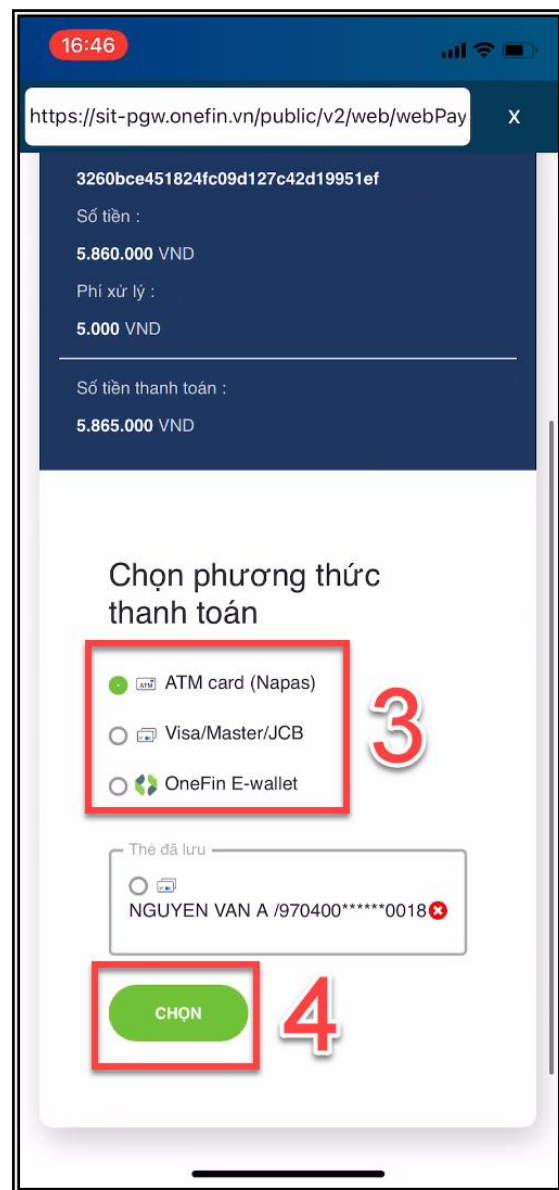 16:46
https://sit-pgw.onefin.vn/public/v2/web/webPay
X
3260bce451824fc09d127c42d19951ef
Số tiền :
5.860.000 VND
Phí xử lý :
5.000 VND
Số tiền thanh toán :
5.865.000 VND
Chọn phương thức
thanh toán
ATM ATM card (Napas)
Visa/Master/JCB
OneFin E-wallet
3
Thẻ đã lưu
NGUYEN VAN A /970400******0018
CHỌN
4